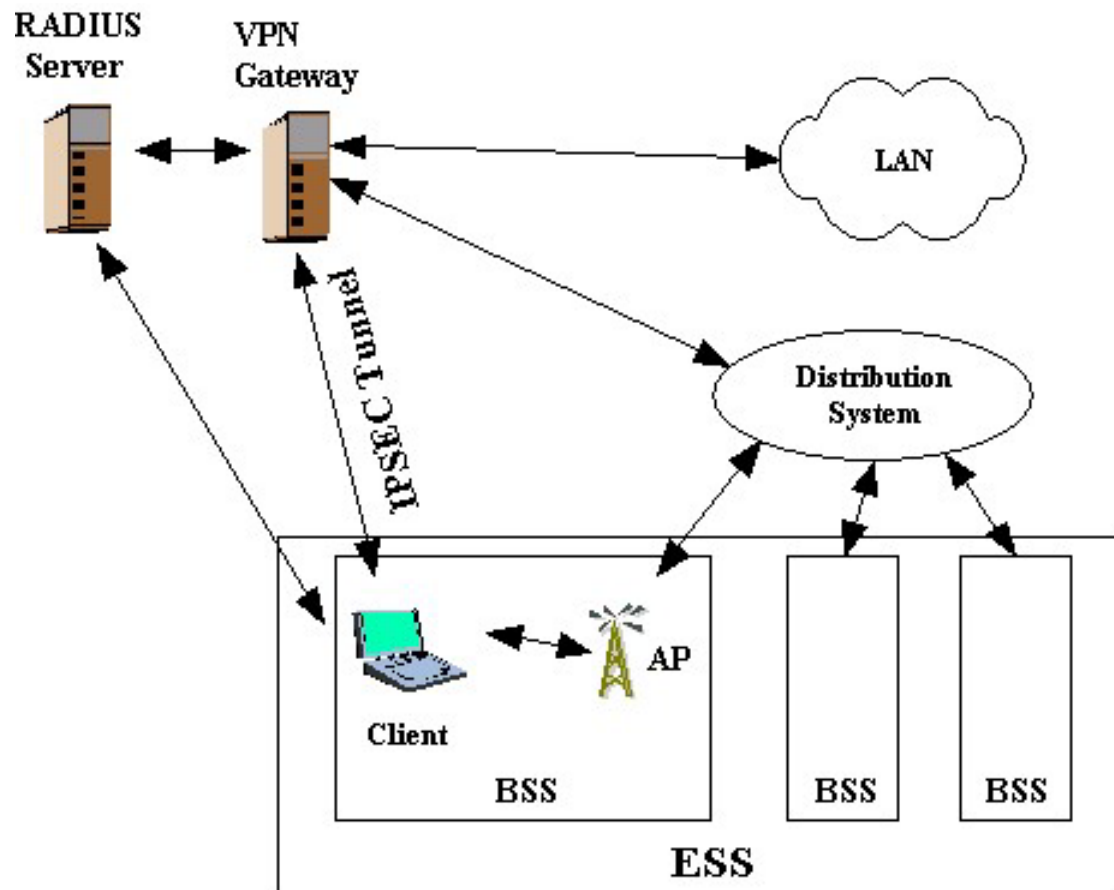 RADIUS
Server
VPN
Gateway
LAN
IPSEC Tunnel
Distribution
System
AP
Client
BSS
BSS
BSS
ESS